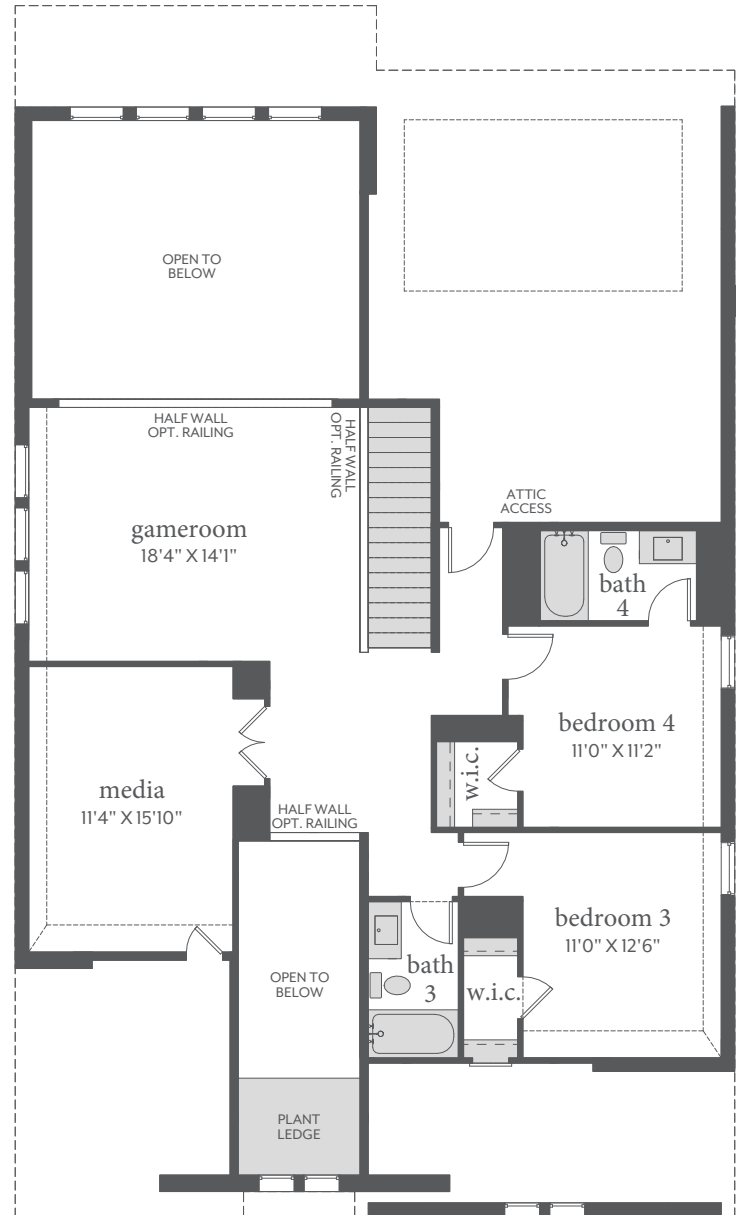 OPEN TO
BELOW
HALF WALL
OPT. RAILING
HALF WALL
OPT. RAILING
ATTIC
ACCESS
gameroom
18'4" X 14'1"
bath
4
bedroom 4
11'0" X 11'2"
w.i.c.
media
11'4" X 15'10"
HALF WALL
OPT. RAILING
bedroom 3
11'0" X 12'6"
bath
3
w.i.c.
OPEN TO
BELOW
PLANT
LEDGE